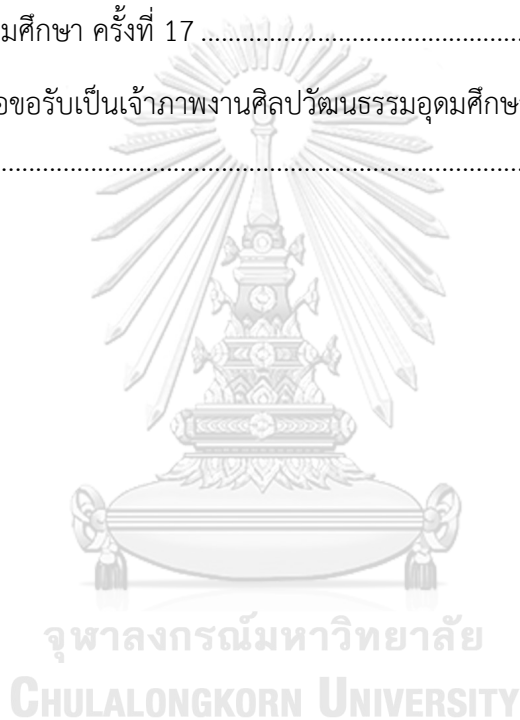 มศึกษา ครั้งที่ 17 ................................................
อขอรับเป็นเจ้าภาพงานศิลปวัฒนธรรมอุดมศึกษ
................................................................................
จุฬาลงกรณ์มหาวิทยาลัย
CHULALONGKORN UNIVERSITY